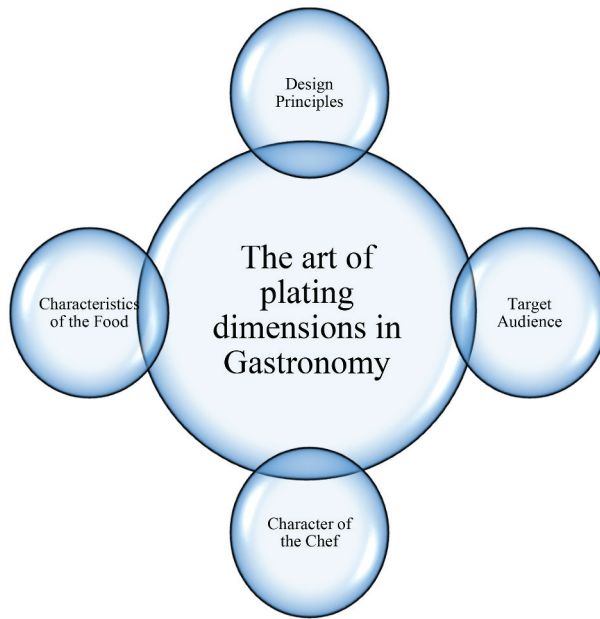 Design
Principles
The art of
plating
dimensions in
Gastronomy
Characteristics
of the Food
Target
Audience
Character of
the Chef